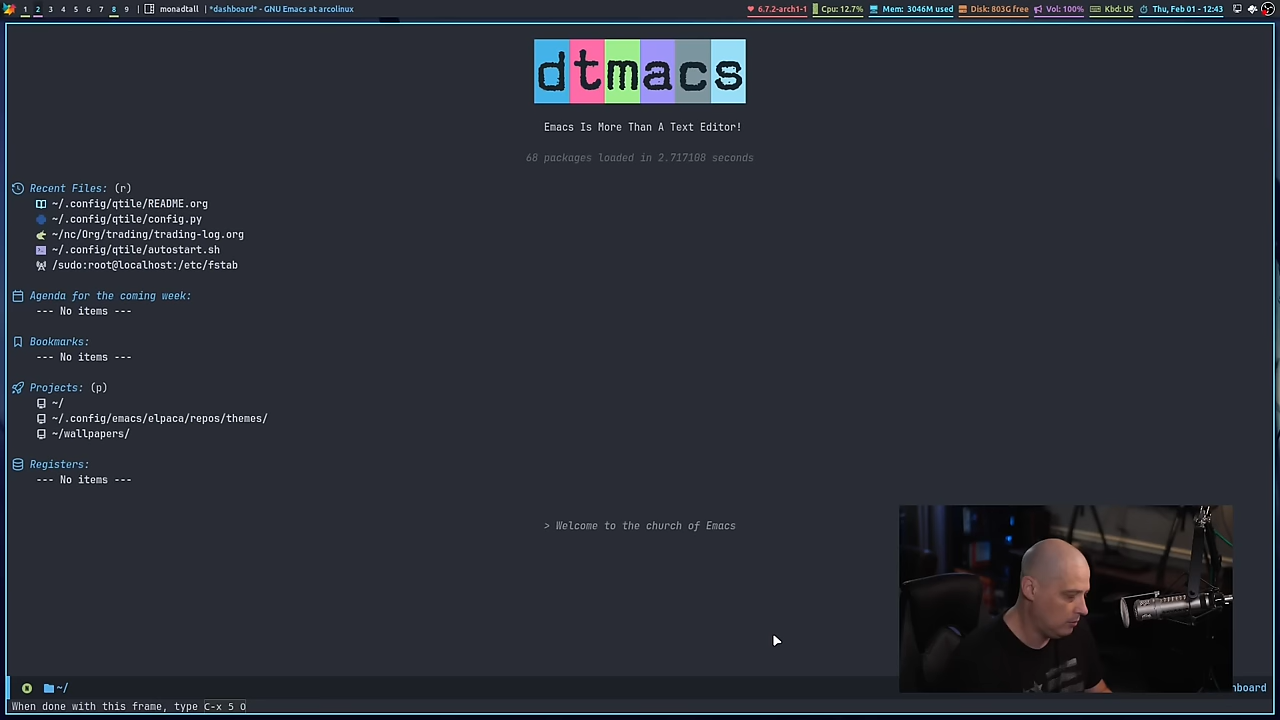 1 2 3 4 5 6 7 8 9 | monadtall | *dashboard* - GNU Emacs at arcolinux 6.7.2-arch1-1 Cpu: 12.7% Mem: 3046M used Disk: 803G free Vol: 100% Kbd: US Thu, Feb 01 - 12:43
dtmacs
Emacs Is More Than A Text Editor!
68 packages loaded in 2.717108 seconds
Recent Files: (r)
~/.config/qtile/README.org
~/.config/qtile/config.py
~/nc/Org/trading/trading-log.org
~/.config/qtile/autostart.sh
/sudo:root@localhost:/etc/fstab
Agenda for the coming week:
--- No items ---
Bookmarks:
--- No items ---
Projects: (p)
~/
~/.config/emacs/elpaca/repos/themes/
~/wallpapers/
Registers:
--- No items ---
> Welcome to the church of Emacs
N ~/ hboard
When done with this frame, type C-x 5 0